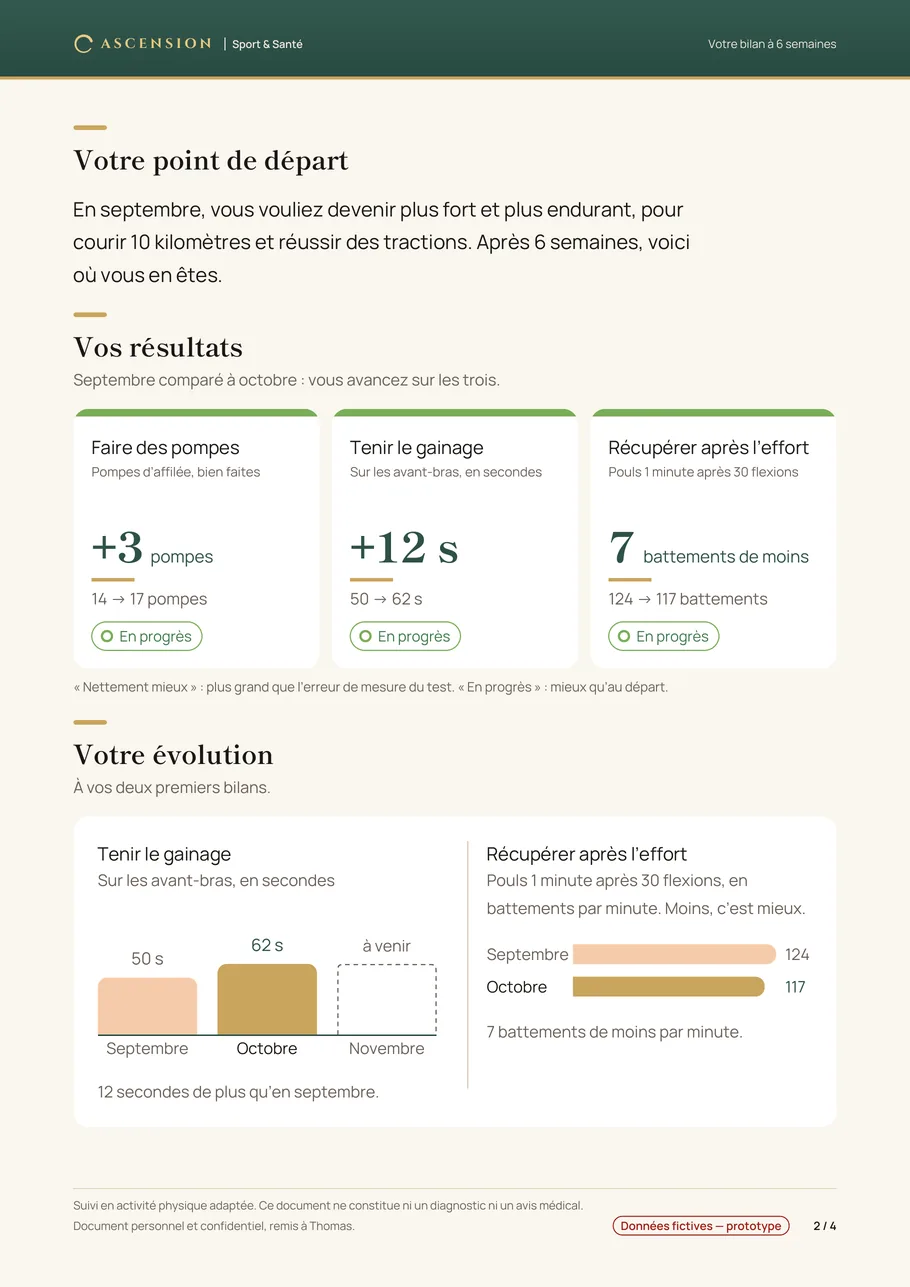 ASCENSION | Sport & Santé
Votre bilan à 6 semaines
Votre point de départ
En septembre, vous vouliez devenir plus fort et plus endurant, pour
courir 10 kilomètres et réussir des tractions. Après 6 semaines, voici
où vous en êtes.
Vos résultats
Septembre comparé à octobre : vous avancez sur les trois.
Faire des pompes
Pompes d’affilée, bien faites
+3 pompes
14 → 17 pompes
En progrès
Tenir le gainage
Sur les avant-bras, en secondes
+12 s
50 → 62 s
En progrès
Récupérer après l’effort
Pouls 1 minute après 30 flexions
7 battements de moins
124 → 117 battements
En progrès
« Nettement mieux » : plus grand que l’erreur de mesure du test. « En progrès » : mieux qu’au départ.
Votre évolution
À vos deux premiers bilans.
Tenir le gainage
Sur les avant-bras, en secondes
50 s
62 s
à venir
Septembre
Octobre
Novembre
12 secondes de plus qu’en septembre.
Récupérer après l’effort
Pouls 1 minute après 30 flexions, en
battements par minute. Moins, c’est mieux.
Septembre 124
Octobre 117
7 battements de moins par minute.
Suivi en activité physique adaptée. Ce document ne constitue ni un diagnostic ni un avis médical.
Document personnel et confidentiel, remis à Thomas.
Données fictives — prototype
2 / 4